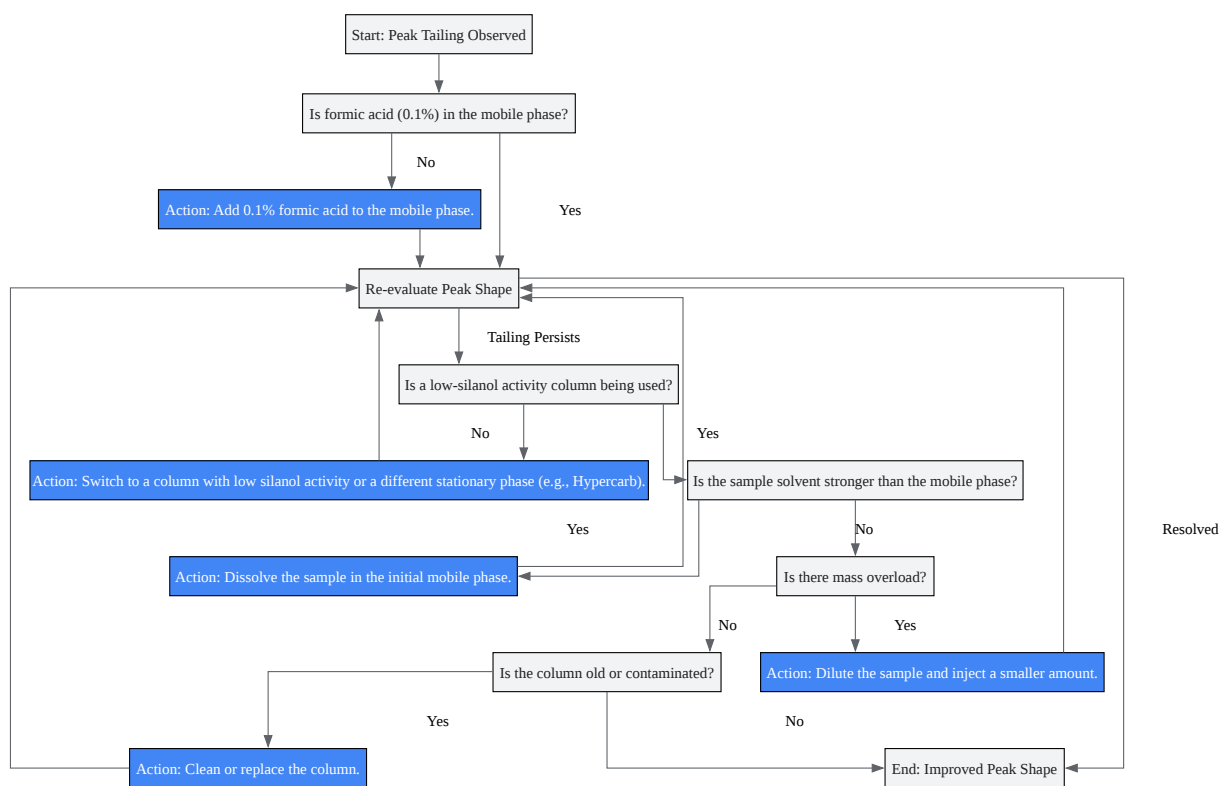 Start: Peak Tailing Observed
Is formic acid (0.1%) in the mobile phase?
No
Action: Add 0.1% formic acid to the mobile phase.
Yes
Re-evaluate Peak Shape
Tailing Persists
Is a low-silanol activity column being used?
No
Yes
Action: Switch to a column with low silanol activity or a different stationary phase (e.g., Hypercarb).
Is the sample solvent stronger than the mobile phase?
Yes
No
Resolved
Action: Dissolve the sample in the initial mobile phase.
Is there mass overload?
No
Yes
Is the column old or contaminated?
Action: Dilute the sample and inject a smaller amount.
Yes
No
Action: Clean or replace the column.
End: Improved Peak Shape